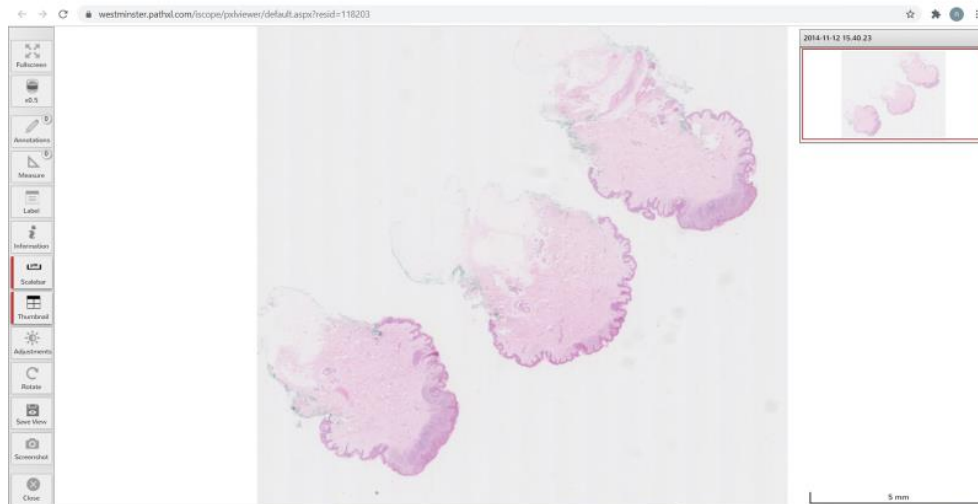 westminster.pathxl.com/iscope/pxlviewer/default.aspx?resid=118203
Fullscreen
x0.5
0
Annotations
0
Measure
Label
Information
Scalebar
Thumbnail
Adjustments
Rotate
Save View
Screenshot
Close
2014-11-12 15.40.23
5 mm